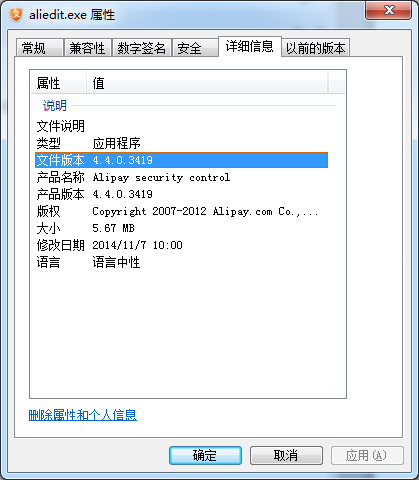 aliedit.exe 属性
常规 兼容性 数字签名 安全 详细信息 以前的版本
属性 值
说明
文件说明
类型 应用程序
文件版本 4.4.0.3419
产品名称 Alipay security control
产品版本 4.4.0.3419
版权 Copyright 2007-2012 Alipay.com Co.,...
大小 5.67 MB
修改日期 2014/11/7 10:00
语言 语言中性
删除属性和个人信息
确定 取消 应用(A)